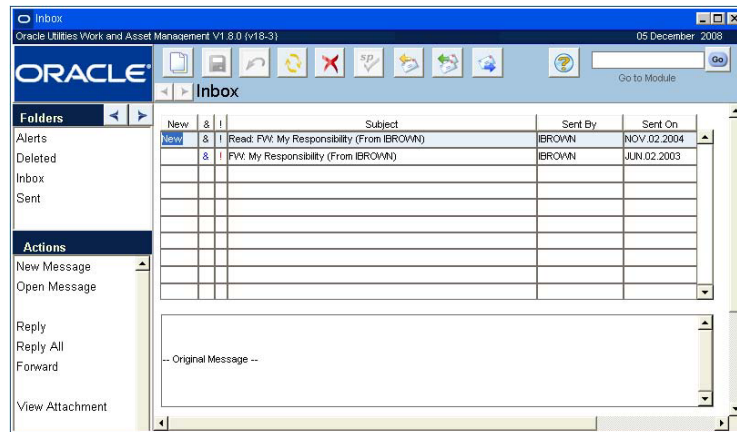 Inbox
Oracle Utilities Work and Asset Management V1.8.0 (v18-3) 05 December 2008
ORACLE
sp
Go
Go to Module
Inbox
Folders
Alerts
Deleted
Inbox
Sent
Actions
New Message
Open Message
Reply
Reply All
Forward
View Attachment
New & ! Subject Sent By Sent On
New & ! Read: FW: My Responsibility (From IBROWN) IBROWN NOV.02.2004
& ! FW: My Responsibility (From IBROWN) IBROWN JUN.02.2003
-- Original Message --